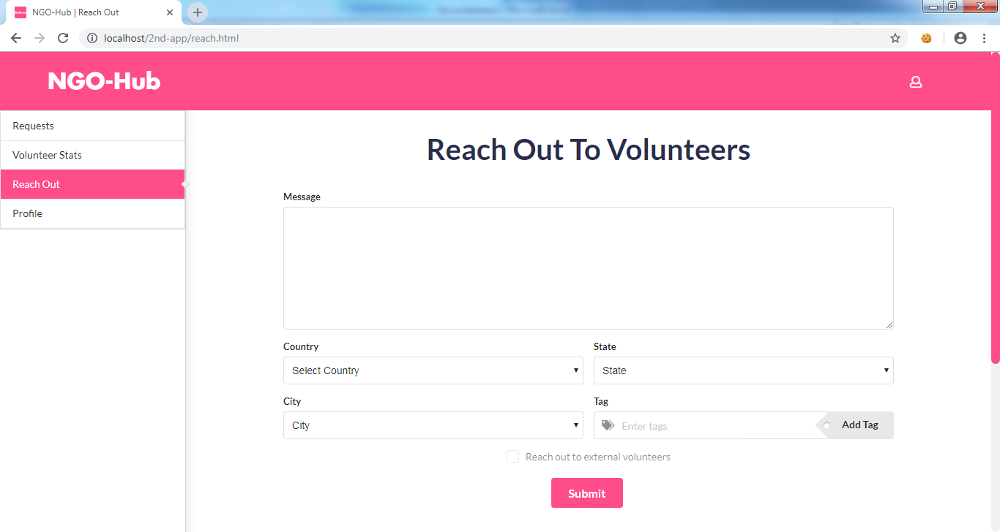 NGO-Hub | Reach Out
localhost/2nd-app/reach.html
NGO-Hub
Requests
Volunteer Stats
Reach Out
Profile
Reach Out To Volunteers
Message
Country
State
Select Country
State
City
Tag
City
Enter tags
Add Tag
Reach out to external volunteers
Submit